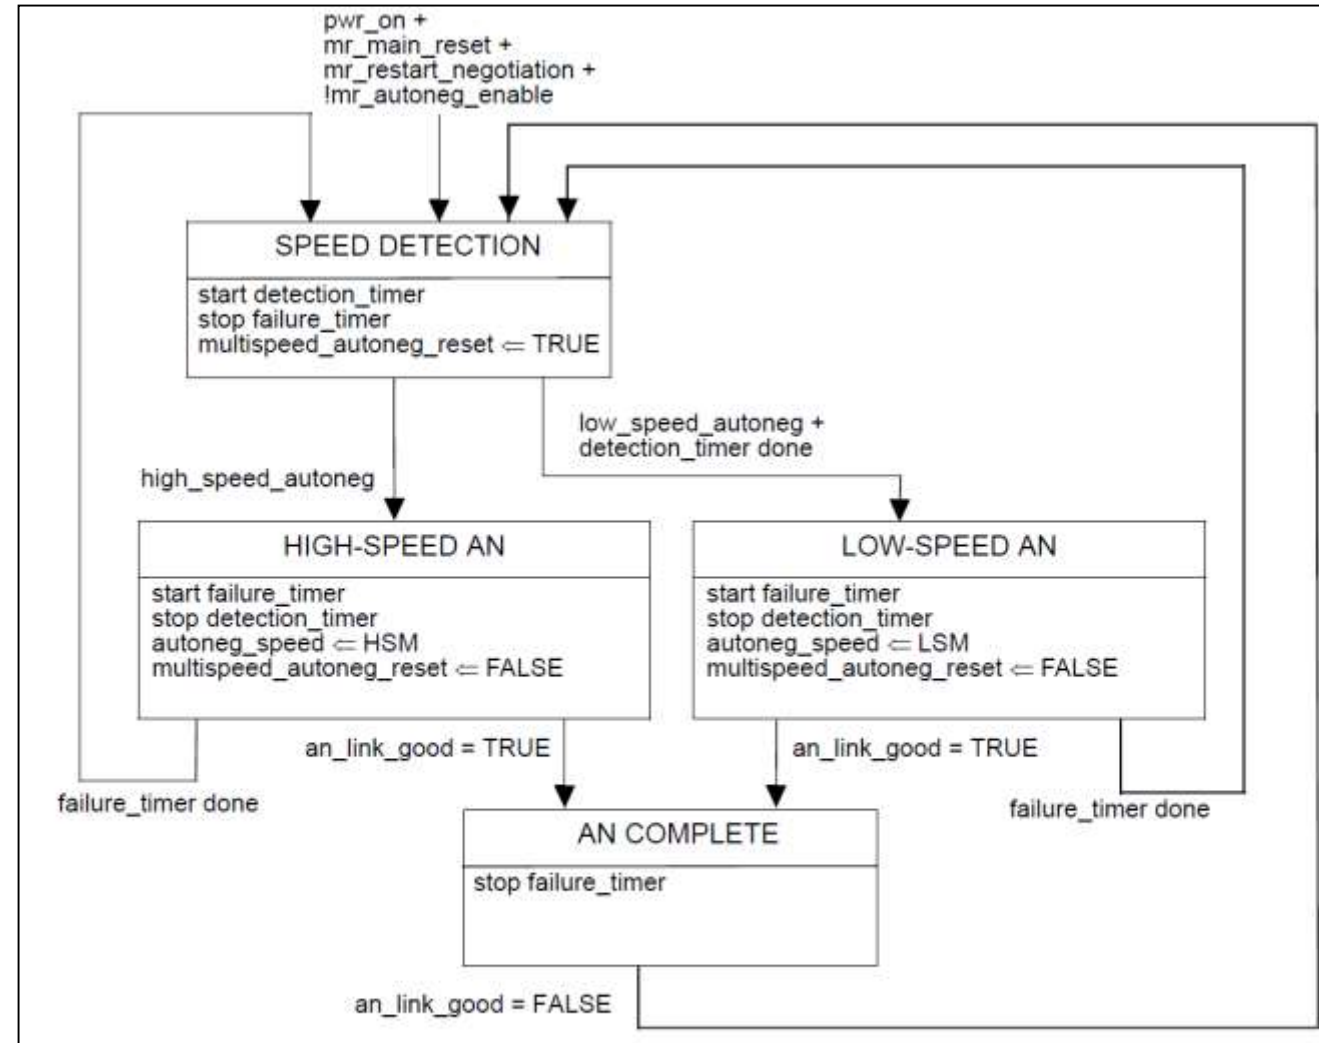 pwr_on +
mr_main_reset +
mr_restart_negotiation +
!mr_autoneg_enable
SPEED DETECTION
start detection_timer
stop failure_timer
multispeed_autoneg_reset ⇐ TRUE
low_speed_autoneg +
detection_timer done
high_speed_autoneg
HIGH-SPEED AN
start failure_timer
stop detection_timer
autoneg_speed ⇐ HSM
multispeed_autoneg_reset ⇐ FALSE
LOW-SPEED AN
start failure_timer
stop detection_timer
autoneg_speed ⇐ LSM
multispeed_autoneg_reset ⇐ FALSE
an_link_good = TRUE
an_link_good = TRUE
failure_timer done
failure_timer done
AN COMPLETE
stop failure_timer
an_link_good = FALSE